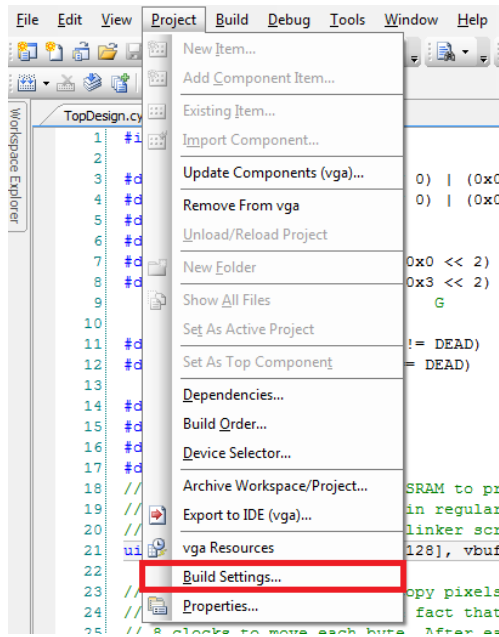 File Edit View Project Build Debug Tools Window Help
New Item...
Add Component Item...
Workspace Explorer
TopDesign.cy
Existing Item...
1 #i
Import Component...
2
Update Components (vga)...
3 #d 0) | (0x0
4 #d 0) | (0x0
Remove From vga
5 #d
6 #d
Unload/Reload Project
7 #d 0x0 << 2)
New Folder
8 #d 0x3 << 2)
9 G
Show All Files
10
Set As Active Project
11 #d != DEAD)
12 #d = DEAD)
Set As Top Component
13
Dependencies...
14 #d
15 #d
Build Order...
16 #d
Device Selector...
17 #d
18 // SRAM to pr
Archive Workspace/Project...
19 // in regular
Export to IDE (vga)...
20 // linker scr
21 ui 128], vbuf
vga Resources
22
Build Settings...
23 // opy pixels
24 // fact that
Properties...
25 // 8 clocks to move each byte. After